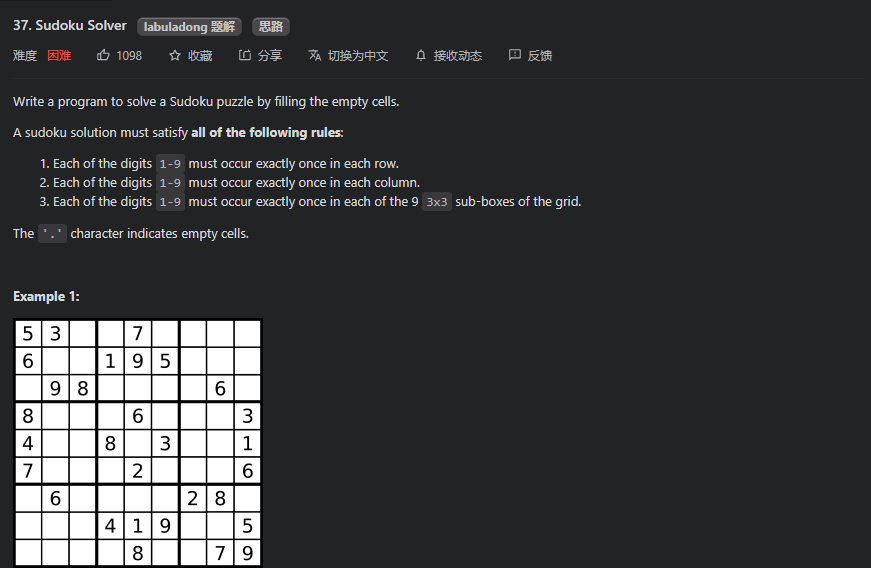 37. Sudoku Solver labuladong 题解 思路
难度 困难 1098 收藏 分享 切换为中文 接收动态 反馈
Write a program to solve a Sudoku puzzle by filling the empty cells.
A sudoku solution must satisfy all of the following rules:
1. Each of the digits 1-9 must occur exactly once in each row.
2. Each of the digits 1-9 must occur exactly once in each column.
3. Each of the digits 1-9 must occur exactly once in each of the 9 3x3 sub-boxes of the grid.
The '.' character indicates empty cells.
Example 1:
5 3 7
6 1 9 5
9 8 6
8 6 3
4 8 3 1
7 2 6
6 2 8
4 1 9 5
8 7 9